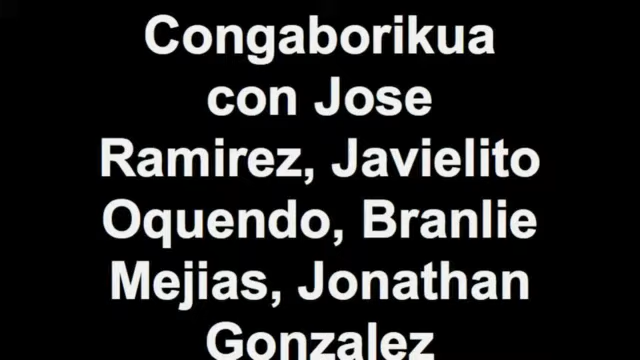 Congaborikua
con Jose
Ramirez, Javielito
Oquendo, Branlie
Mejias, Jonathan
Gonzalez